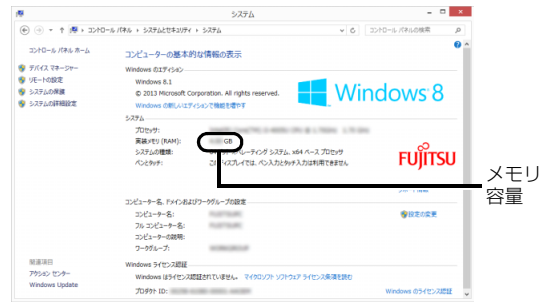 システム
コントロール パネル ▸ システムとセキュリティ ▸ システム
コントロール パネルの検索
コントロール パネル ホーム
デバイス マネージャー
リモートの設定
システムの保護
システムの詳細設定
コンピューターの基本的な情報の表示
Windows のエディション
Windows 8.1
© 2013 Microsoft Corporation. All rights reserved.
Windows の新しいエディションで機能を増やす
Windows 8
システム
プロセッサ:
実装メモリ (RAM): GB
システムの種類: オペレーティング システム、x64 ベース プロセッサ
ペンとタッチ: このディスプレイでは、ペン入力とタッチ入力は利用できません
FUJITSU
メモリ
容量
コンピューター名、ドメインおよびワークグループの設定
コンピューター名:
設定の変更
フル コンピューター名:
コンピューターの説明:
ワークグループ:
Windows ライセンス認証
Windows はライセンス認証されていません。 マイクロソフト ソフトウェア ライセンス条項を読む
プロダクト ID:
Windows のライセンス認証
関連項目
アクション センター
Windows Update